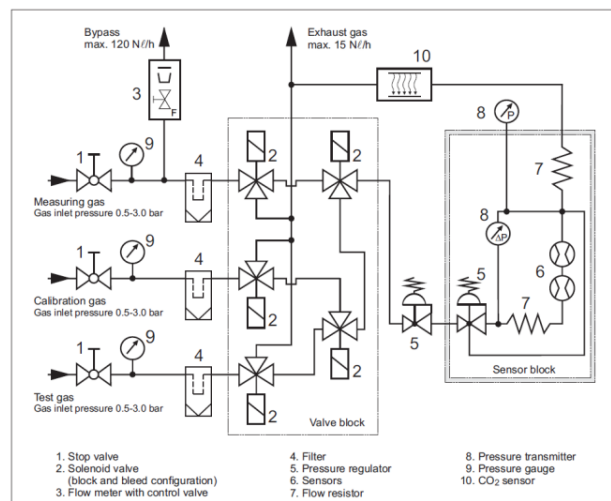 Bypass
max. 120 Nℓ/h
Exhaust gas
max. 15 Nℓ/h
10
3
F
8
P
1
9
4
2
2
7
Measuring gas
Gas inlet pressure 0.5-3.0 bar
8
ΔP
1
9
4
5
6
Calibration gas
Gas inlet pressure 0.5-3.0 bar
2
7
1
9
4
2
5
Test gas
Gas inlet pressure 0.5-3.0 bar
2
Sensor block
Valve block
1. Stop valve
2. Solenoid valve
(block and bleed configuration)
3. Flow meter with control valve
4. Filter
5. Pressure regulator
6. Sensors
7. Flow resistor
8. Pressure transmitter
9. Pressure gauge
10. CO2 sensor